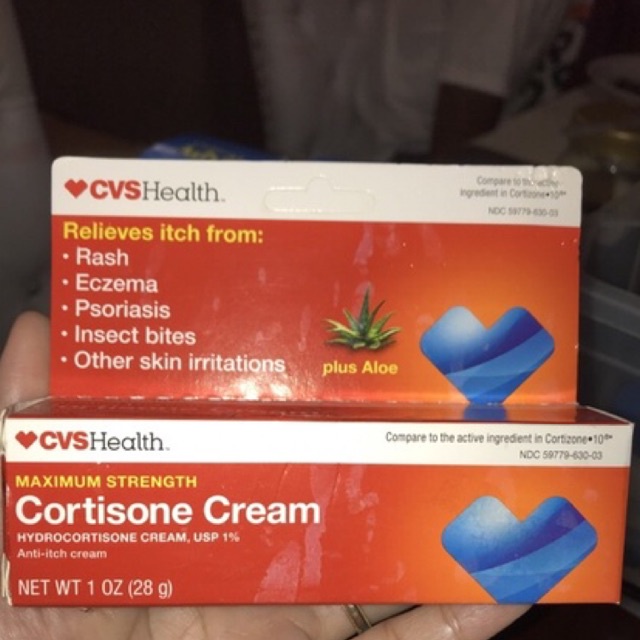 CVSHealth™
Compare to the active
ingredient in Cortizone•10®*
NDC 59779-630-03
Relieves itch from:
• Rash
• Eczema
• Psoriasis
• Insect bites
• Other skin irritations
plus Aloe
CVSHealth™
Compare to the active ingredient in Cortizone•10®*
NDC 59779-630-03
MAXIMUM STRENGTH
Cortisone Cream
HYDROCORTISONE CREAM, USP 1%
Anti-itch cream
NET WT 1 OZ (28 g)